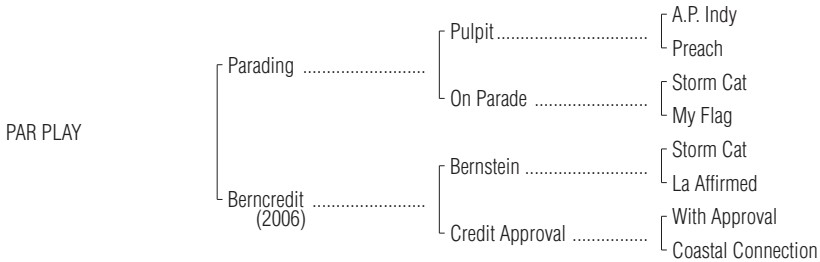 A.P. Indy
Pulpit..............................
Preach
Parading .........................
Storm Cat
On Parade .......................
My Flag
PAR PLAY
Storm Cat
Bernstein .........................
La Affirmed
Berncredit .......................
(2006)
With Approval
Credit Approval ...............
Coastal Connection